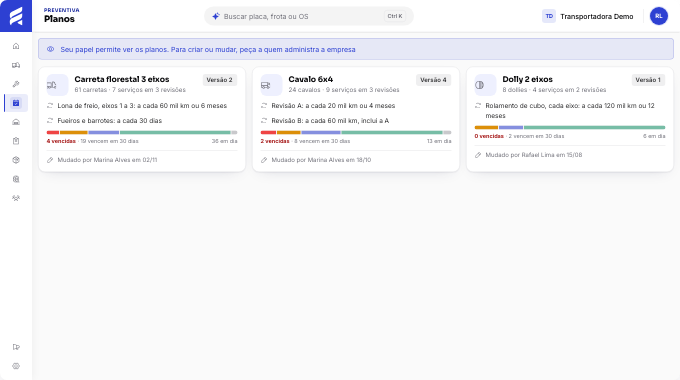 PREVENTIVA
Planos
Buscar placa, frota ou OS
Ctrl K
TD
Transportadora Demo
RL
Seu papel permite ver os planos. Para criar ou mudar, peça a quem administra a empresa
Carreta florestal 3 eixos
Versão 2
61 carretas · 7 serviços em 3 revisões
Lona de freio, eixos 1 a 3: a cada 60 mil km ou 6 meses
Fueiros e barrotes: a cada 30 dias
4 vencidas · 19 vencem em 30 dias
36 em dia
Mudado por Marina Alves em 02/11
Cavalo 6x4
Versão 4
24 cavalos · 9 serviços em 3 revisões
Revisão A: a cada 20 mil km ou 4 meses
Revisão B: a cada 60 mil km, inclui a A
2 vencidas · 8 vencem em 30 dias
13 em dia
Mudado por Marina Alves em 18/10
Dolly 2 eixos
Versão 1
8 dollies · 4 serviços em 2 revisões
Rolamento de cubo, cada eixo: a cada 120 mil km ou 12
meses
0 vencidas · 2 vencem em 30 dias
6 em dia
Mudado por Rafael Lima em 15/08